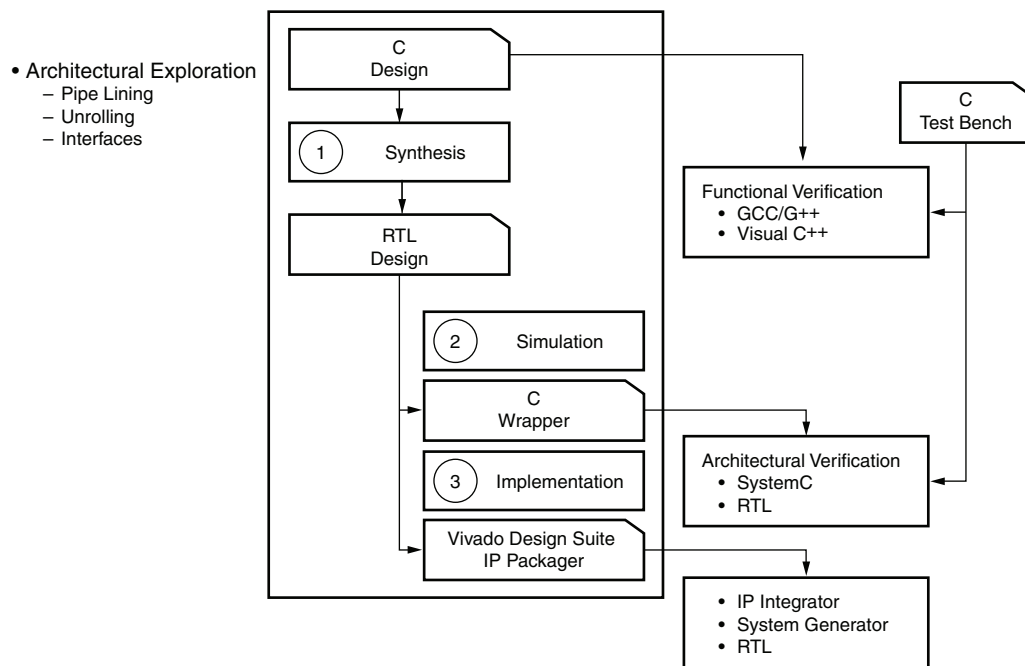 • Architectural Exploration
– Pipe Lining
– Unrolling
– Interfaces
C
Design
1 Synthesis
RTL
Design
2 Simulation
C
Wrapper
3 Implementation
Vivado Design Suite
IP Packager
C
Test Bench
Functional Verification
• GCC/G++
• Visual C++
Architectural Verification
• SystemC
• RTL
• IP Integrator
• System Generator
• RTL